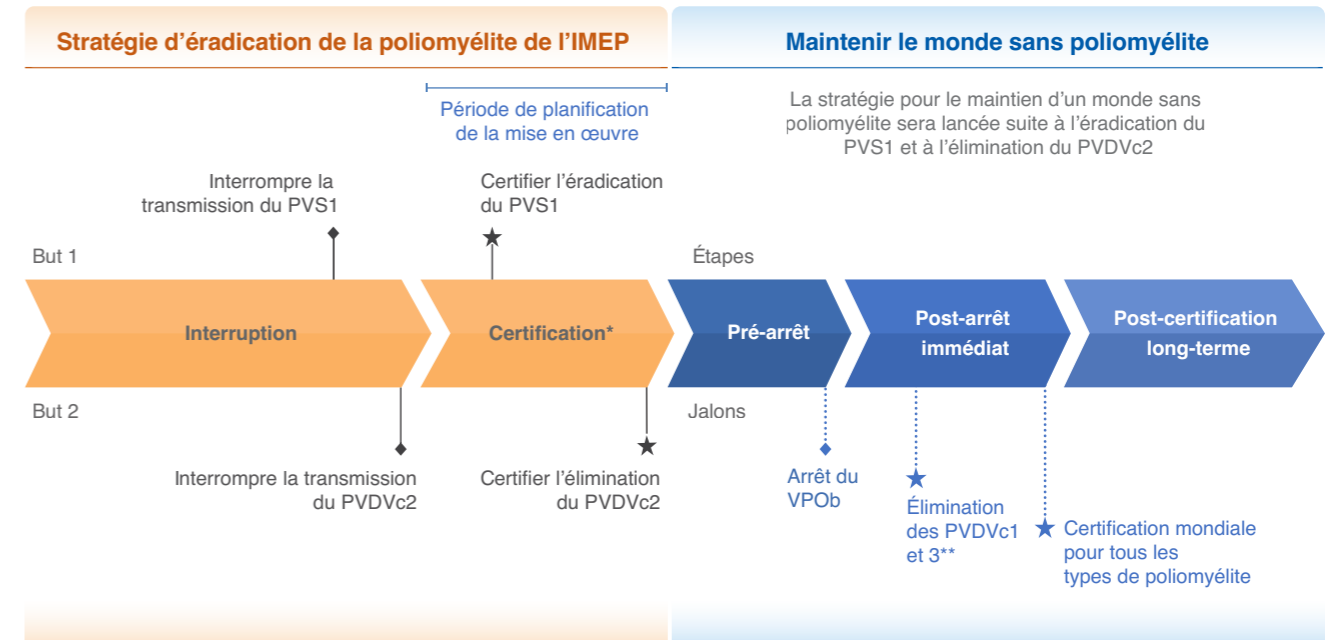 Stratégie d’éradication de la poliomyélite de l’IMEP
Maintenir le monde sans poliomyélite
Période de planification
de la mise en œuvre
La stratégie pour le maintien d’un monde sans
poliomyélite sera lancée suite à l’éradication du
PVS1 et à l’élimination du PVDVc2
Interrompre la
transmission du PVS1
Certifier l’éradication
du PVS1
But 1
Étapes
Interruption
Certification*
Pré-arrêt
Post-arrêt
immédiat
Post-certification
long-terme
But 2
Jalons
Interrompre la transmission
du PVDVc2
Certifier l’élimination
du PVDVc2
Arrêt du
VPOb
Élimination
des PVDVc1
et 3**
Certification mondiale
pour tous les
types de poliomyélite